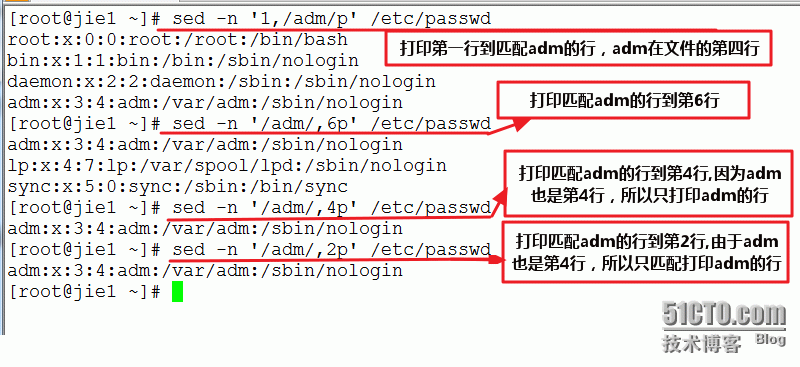 [root@jie1 ~]# sed -n '1,/adm/p' /etc/passwd
root:x:0:0:root:/root:/bin/bash
bin:x:1:1:bin:/bin:/sbin/nologin
daemon:x:2:2:daemon:/sbin:/sbin/nologin
adm:x:3:4:adm:/var/adm:/sbin/nologin
打印第一行到匹配adm的行，adm在文件的第四行
[root@jie1 ~]# sed -n '/adm/,6p' /etc/passwd
adm:x:3:4:adm:/var/adm:/sbin/nologin
lp:x:4:7:lp:/var/spool/lpd:/sbin/nologin
sync:x:5:0:sync:/sbin:/bin/sync
打印匹配adm的行到第6行
[root@jie1 ~]# sed -n '/adm/,4p' /etc/passwd
adm:x:3:4:adm:/var/adm:/sbin/nologin
打印匹配adm的行到第4行,因为adm
也是第4行，所以只打印adm的行
[root@jie1 ~]# sed -n '/adm/,2p' /etc/passwd
adm:x:3:4:adm:/var/adm:/sbin/nologin
打印匹配adm的行到第2行,由于adm
也是第4行，所以只匹配打印adm的行
[root@jie1 ~]#
51CTO.com
技术博客 Blog